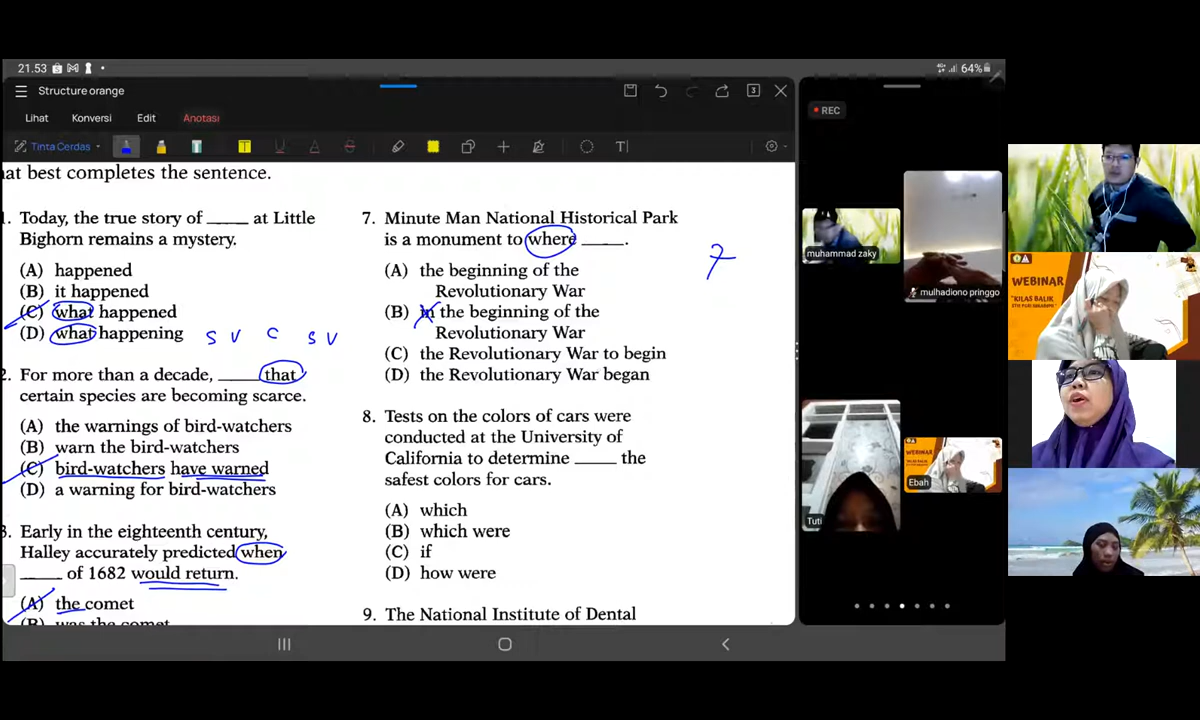 21.53
64%
Structure orange
3
Lihat Konversi Edit Anotasi
Tinta Cerdas
at best completes the sentence.
1. Today, the true story of _____ at Little
Bighorn remains a mystery.
(A) happened
(B) it happened
(C) what happened
(D) what happening
S V C S V
2. For more than a decade, _____ that
certain species are becoming scarce.
(A) the warnings of bird-watchers
(B) warn the bird-watchers
(C) bird-watchers have warned
(D) a warning for bird-watchers
3. Early in the eighteenth century,
Halley accurately predicted when
_____ of 1682 would return.
(A) the comet
(B) was the comet
7. Minute Man National Historical Park
is a monument to where _____.
(A) the beginning of the
Revolutionary War
(B) in the beginning of the
Revolutionary War
(C) the Revolutionary War to begin
(D) the Revolutionary War began
7
8. Tests on the colors of cars were
conducted at the University of
California to determine _____ the
safest colors for cars.
(A) which
(B) which were
(C) if
(D) how were
9. The National Institute of Dental
REC
muhammad zaky
mulhadiono pringgo
Tuti
WEBINAR
Ebah
WEBINAR
"KILAS BALIK